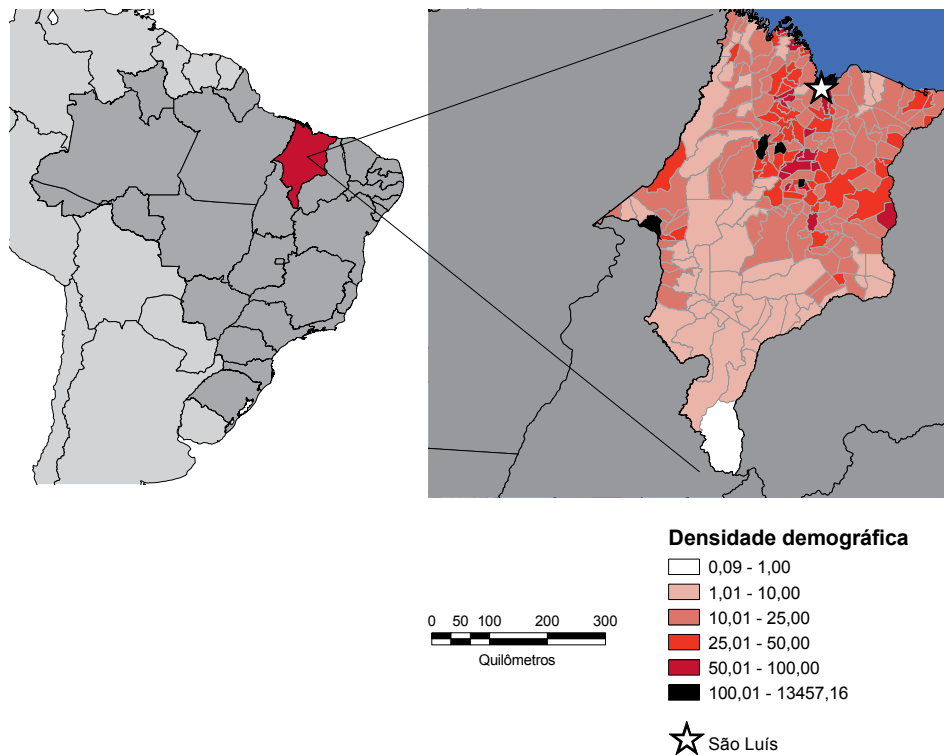 Densidade demográfica
0,09 - 1,00
1,01 - 10,00
10,01 - 25,00
25,01 - 50,00
50,01 - 100,00
100,01 - 13457,16
São Luís
0 50 100 200 300
Quilômetros